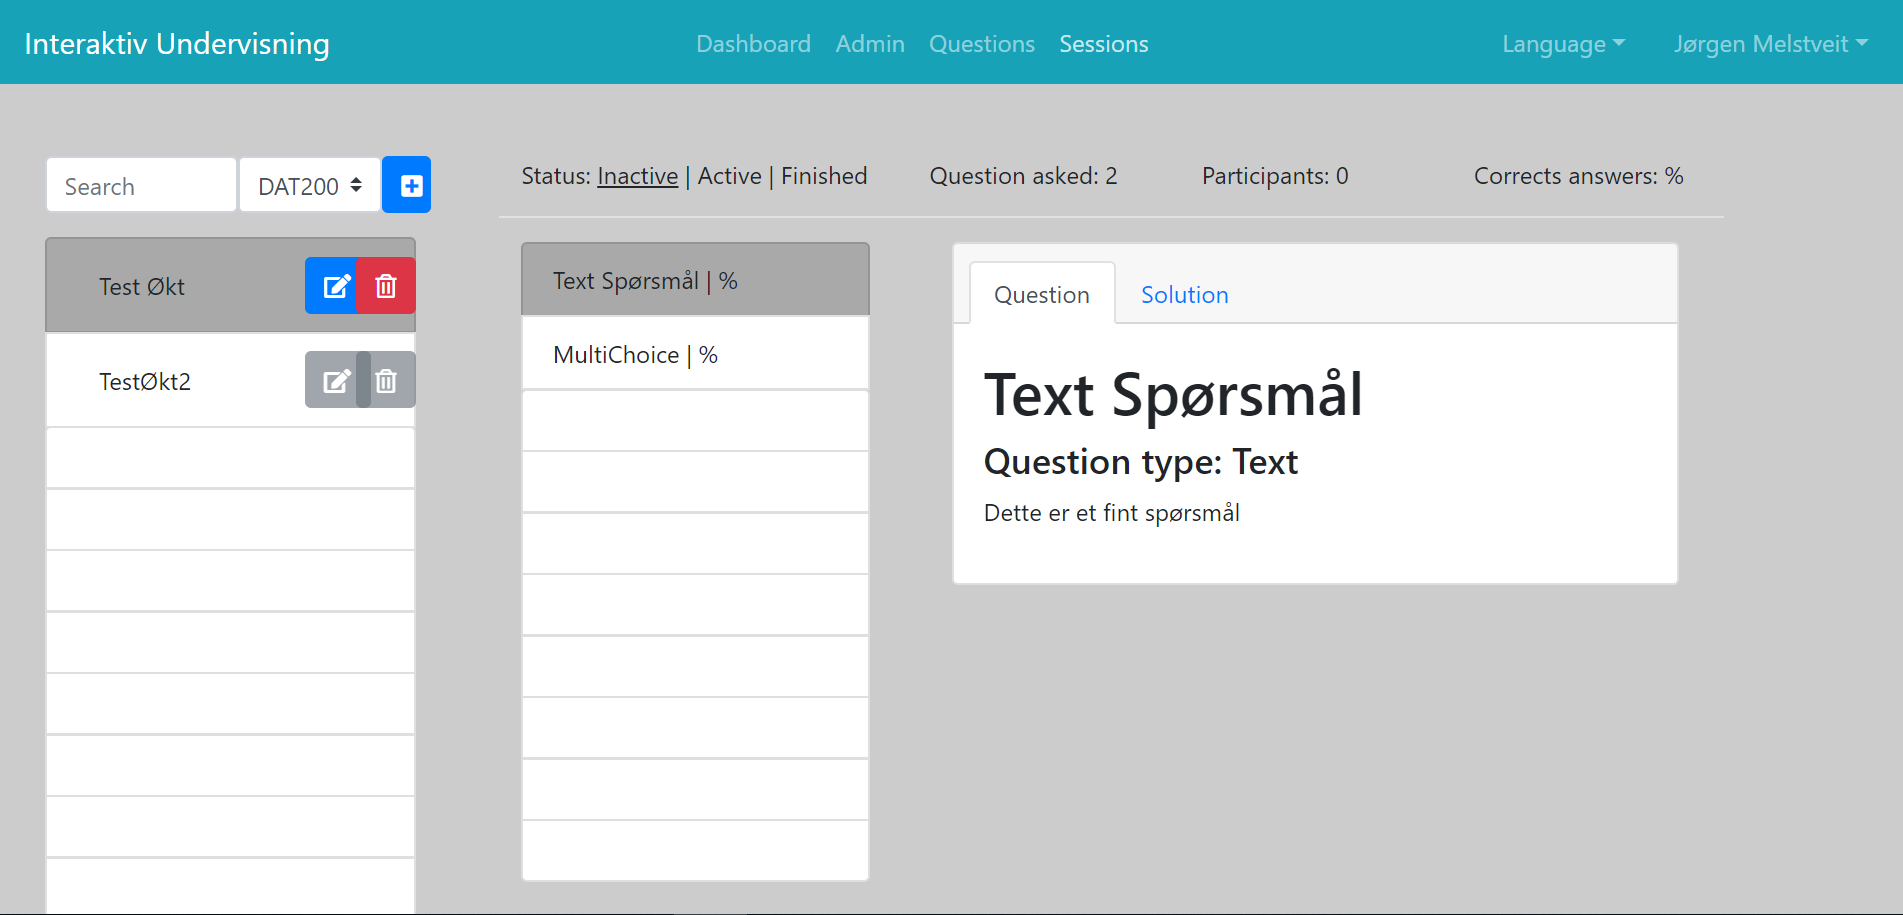 Interaktiv Undervisning
Dashboard Admin Questions Sessions
Language
Jørgen Melstveit
Search
DAT200
Status: Inactive | Active | Finished
Question asked: 2
Participants: 0
Corrects answers: %
Test Økt
TestØkt2
Text Spørsmål | %
MultiChoice | %
Question
Solution
Text Spørsmål
Question type: Text
Dette er et fint spørsmål